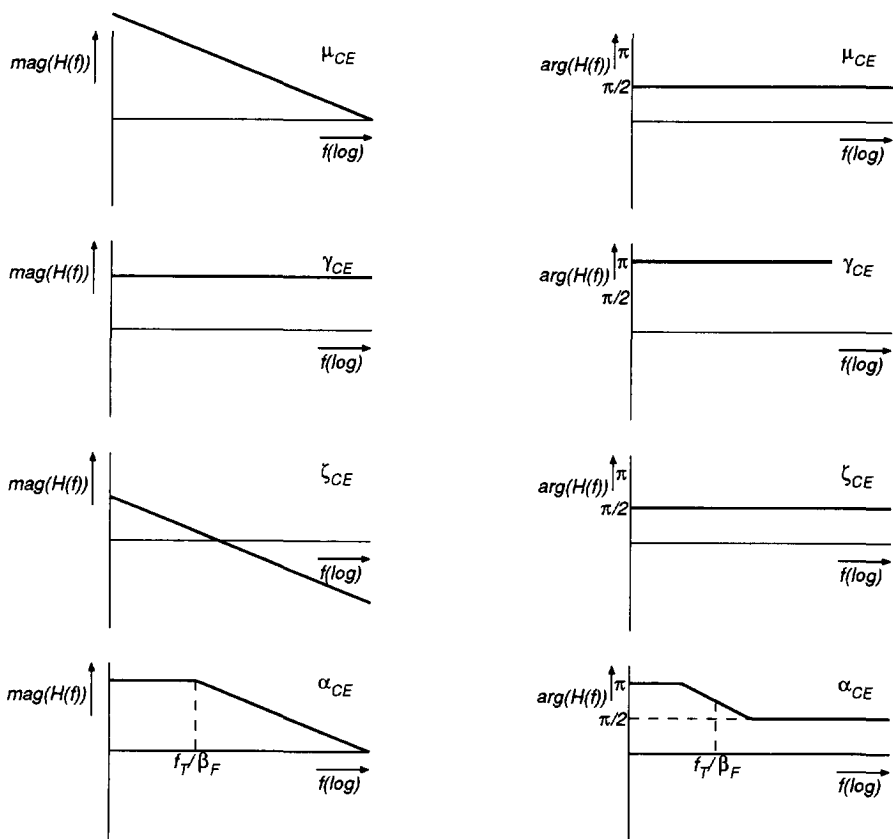 mag(H(f))
μCE
f(log)
arg(H(f))
π
π/2
μCE
f(log)
mag(H(f))
γCE
f(log)
arg(H(f))
π
π/2
γCE
f(log)
mag(H(f))
ζCE
f(log)
arg(H(f))
π
π/2
ζCE
f(log)
mag(H(f))
αCE
fT/βF
f(log)
arg(H(f))
π
π/2
αCE
fT/βF
f(log)